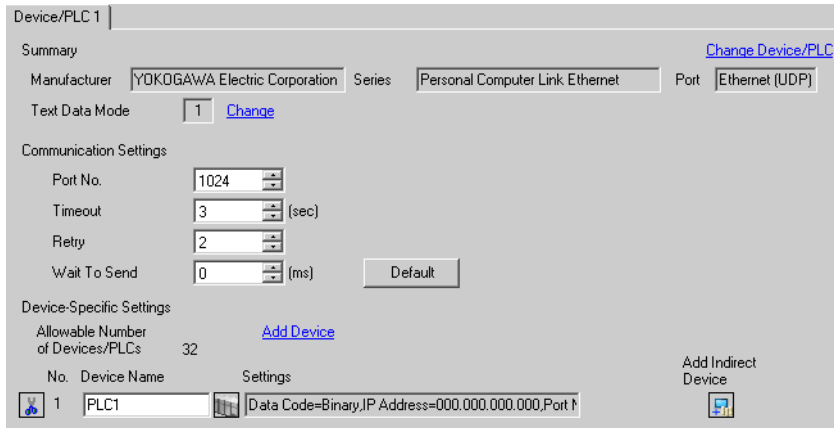 Device/PLC 1
Summary
Change Device/PLC
Manufacturer YOKOGAWA Electric Corporation Series Personal Computer Link Ethernet Port Ethernet (UDP)
Text Data Mode 1 Change
Communication Settings
Port No. 1024
Timeout 3 (sec)
Retry 2
Wait To Send 0 (ms) Default
Device-Specific Settings
Allowable Number
of Devices/PLCs 32 Add Device
Add Indirect
Device
No. Device Name Settings
1 PLC1 Data Code=Binary,IP Address=000.000.000.000,Port